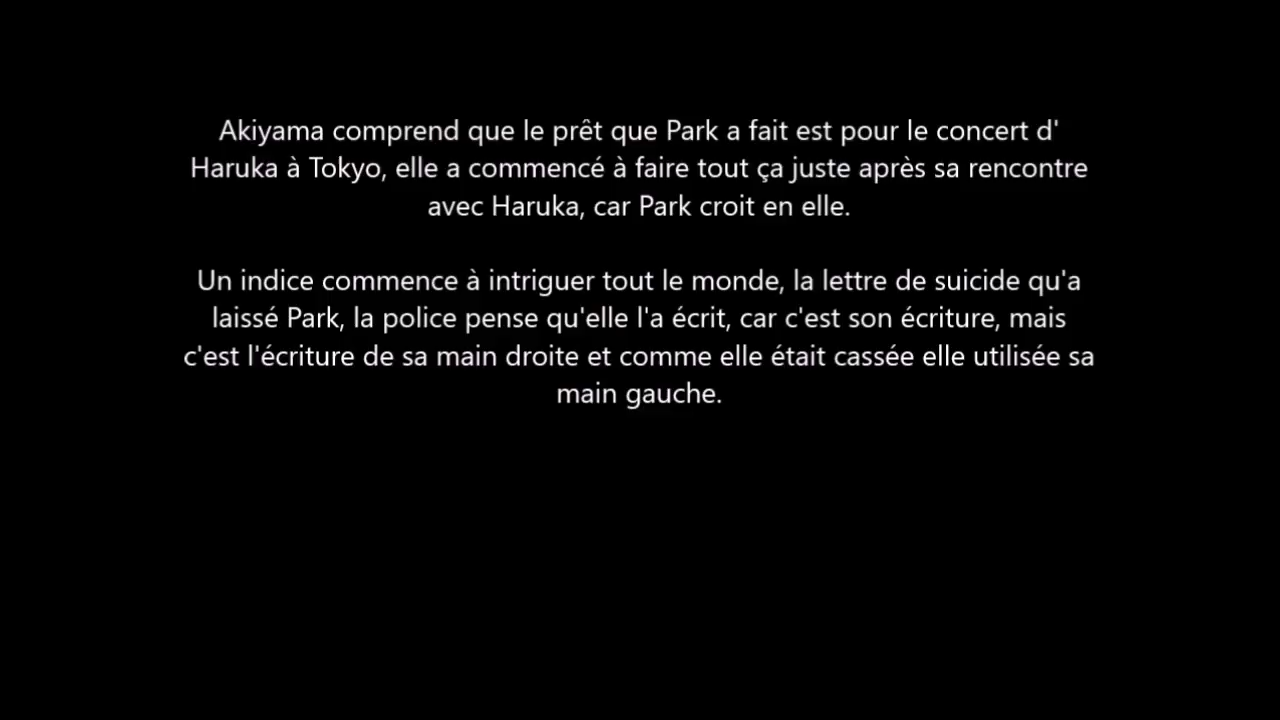 Akiyama comprend que le prêt que Park a fait est pour le concert d'
Haruka à Tokyo, elle a commencé à faire tout ça juste après sa rencontre
avec Haruka, car Park croit en elle.
Un indice commence à intriguer tout le monde, la lettre de suicide qu'a
laissé Park, la police pense qu'elle l'a écrit, car c'est son écriture, mais
c'est l'écriture de sa main droite et comme elle était cassée elle utilisée sa
main gauche.